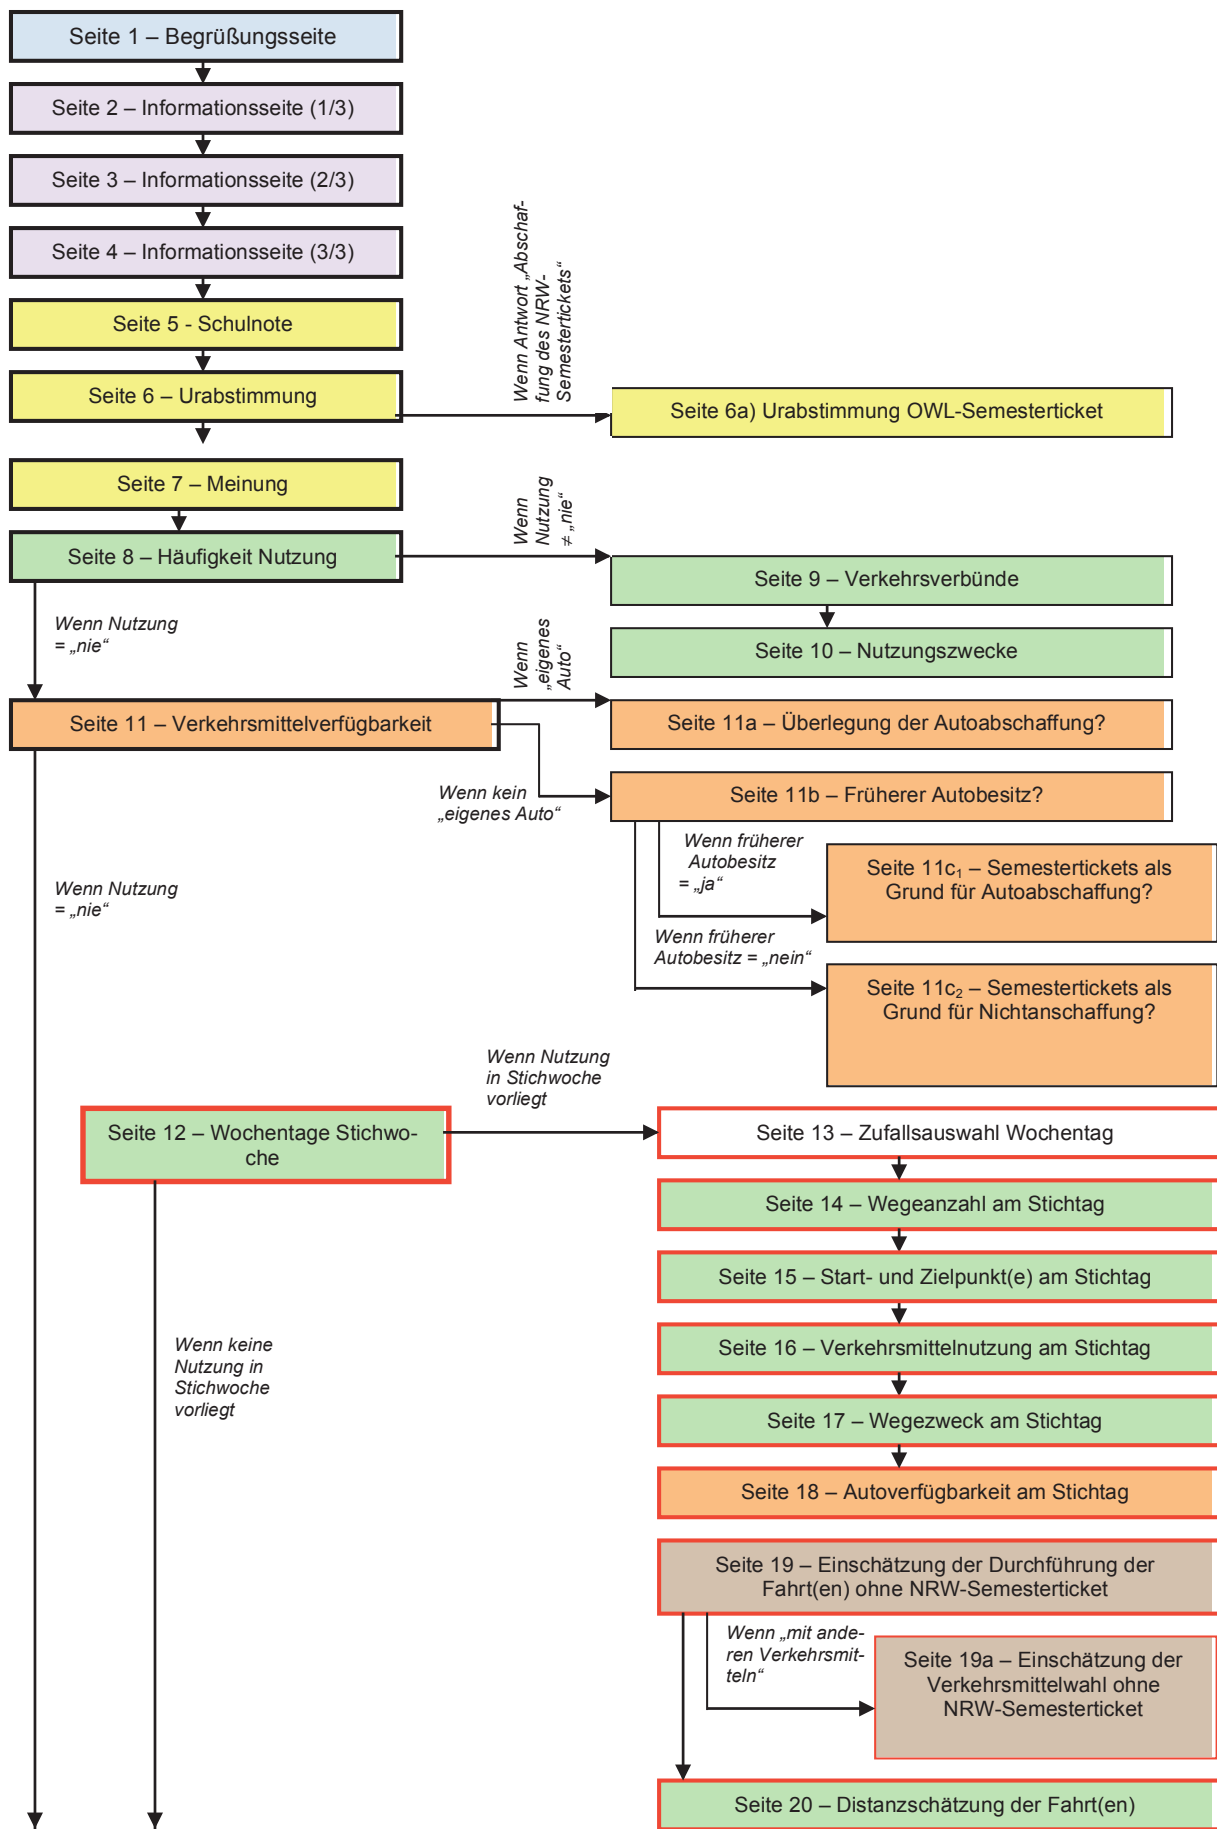 Seite 1 – Begrüßungsseite
Seite 2 – Informationsseite (1/3)
Seite 3 – Informationsseite (2/3)
Seite 4 – Informationsseite (3/3)
Seite 5 - Schulnote
Seite 6 – Urabstimmung
Wenn Antwort „Abschaf-
fung des NRW-
Semestertickets“
Seite 6a) Urabstimmung OWL-Semesterticket
Seite 7 – Meinung
Seite 8 – Häufigkeit Nutzung
Wenn
Nutzung
≠ „nie“
Seite 9 – Verkehrsverbünde
Seite 10 – Nutzungszwecke
Wenn Nutzung
= „nie“
Seite 11 – Verkehrsmittelverfügbarkeit
Wenn
„eigenes
Auto“
Seite 11a – Überlegung der Autoabschaffung?
Wenn kein
„eigenes Auto“
Seite 11b – Früherer Autobesitz?
Wenn früherer
Autobesitz
= „ja“
Seite 11c₁ – Semestertickets als
Grund für Autoabschaffung?
Wenn früherer
Autobesitz = „nein“
Seite 11c₂ – Semestertickets als
Grund für Nichtanschaffung?
Wenn Nutzung
= „nie“
Wenn Nutzung
in Stichwoche
vorliegt
Seite 12 – Wochentage Stichwo-
che
Seite 13 – Zufallsauswahl Wochentag
Seite 14 – Wegeanzahl am Stichtag
Seite 15 – Start- und Zielpunkt(e) am Stichtag
Seite 16 – Verkehrsmittelnutzung am Stichtag
Seite 17 – Wegezweck am Stichtag
Seite 18 – Autoverfügbarkeit am Stichtag
Wenn keine
Nutzung in
Stichwoche
vorliegt
Seite 19 – Einschätzung der Durchführung der
Fahrt(en) ohne NRW-Semesterticket
Wenn „mit ande-
ren Verkehrsmit-
teln“
Seite 19a – Einschätzung der
Verkehrsmittelwahl ohne
NRW-Semesterticket
Seite 20 – Distanzschätzung der Fahrt(en)